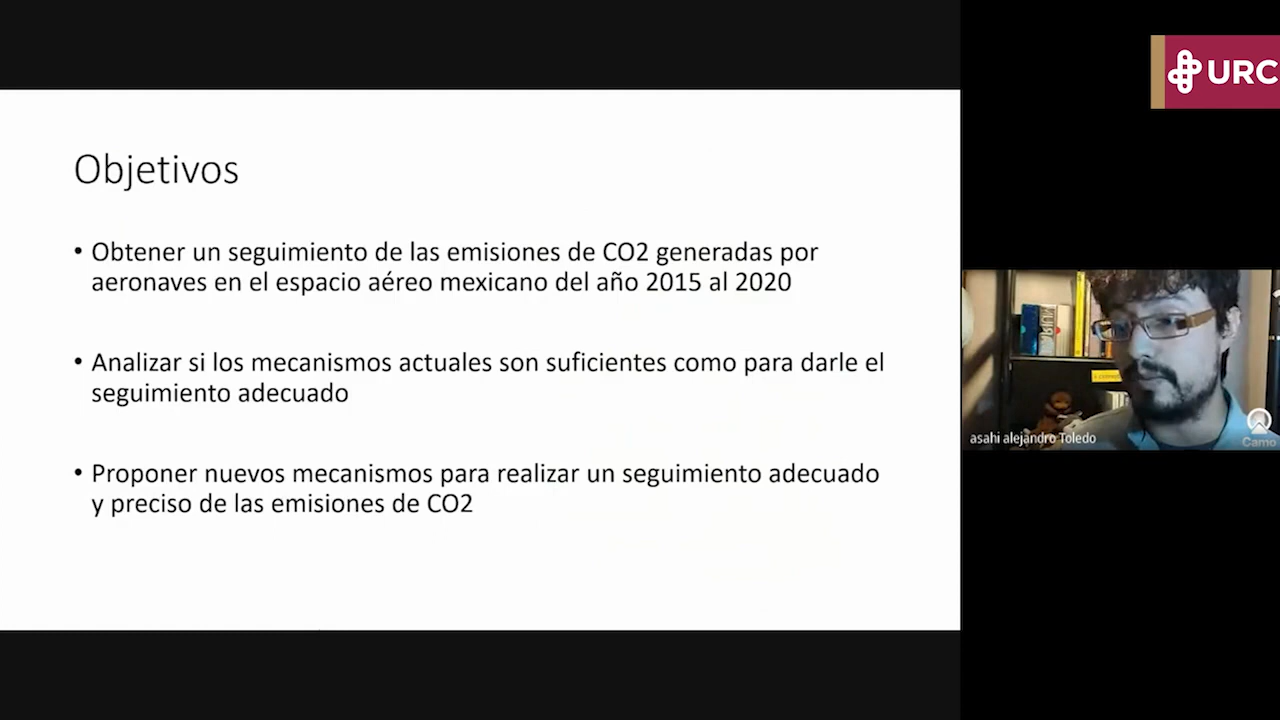 Objetivos
• Obtener un seguimiento de las emisiones de CO2 generadas por
aeronaves en el espacio aéreo mexicano del año 2015 al 2020
• Analizar si los mecanismos actuales son suficientes como para darle el
seguimiento adecuado
• Proponer nuevos mecanismos para realizar un seguimiento adecuado
y preciso de las emisiones de CO2
URC
asahi alejandro Toledo
Camo